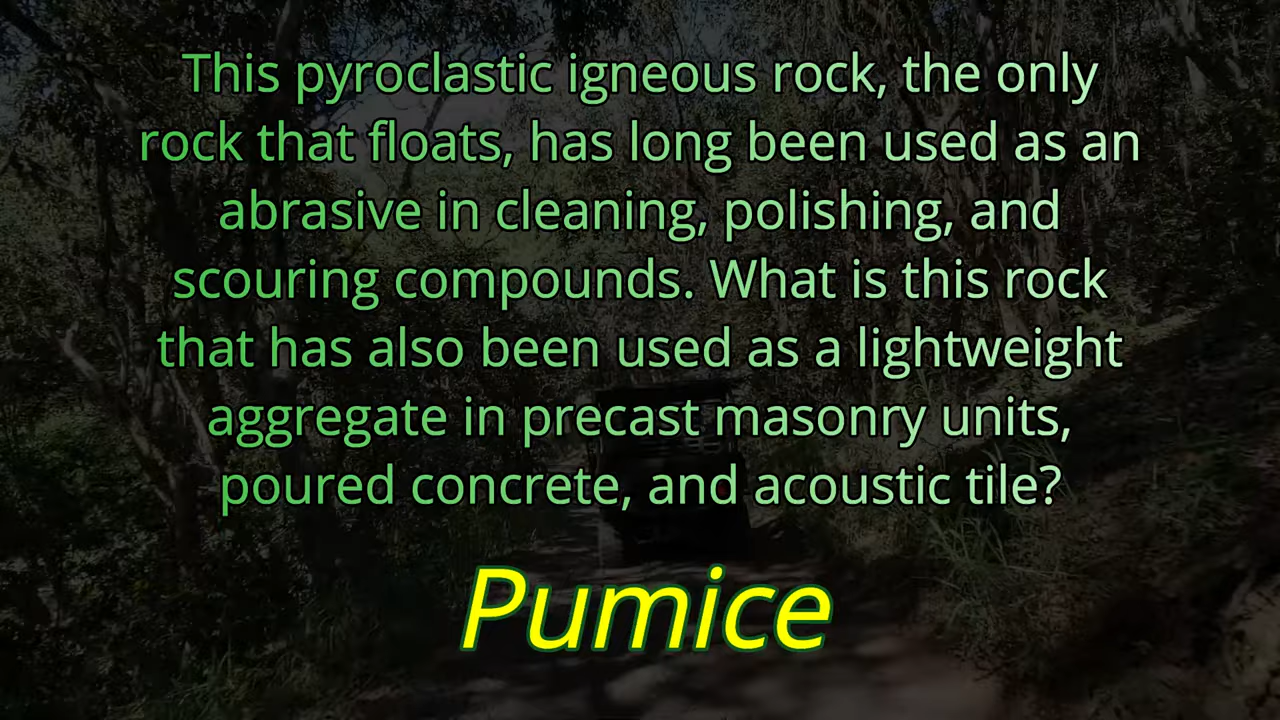 This pyroclastic igneous rock, the only
rock that floats, has long been used as an
abrasive in cleaning, polishing, and
scouring compounds. What is this rock
that has also been used as a lightweight
aggregate in precast masonry units,
poured concrete, and acoustic tile?
Pumice